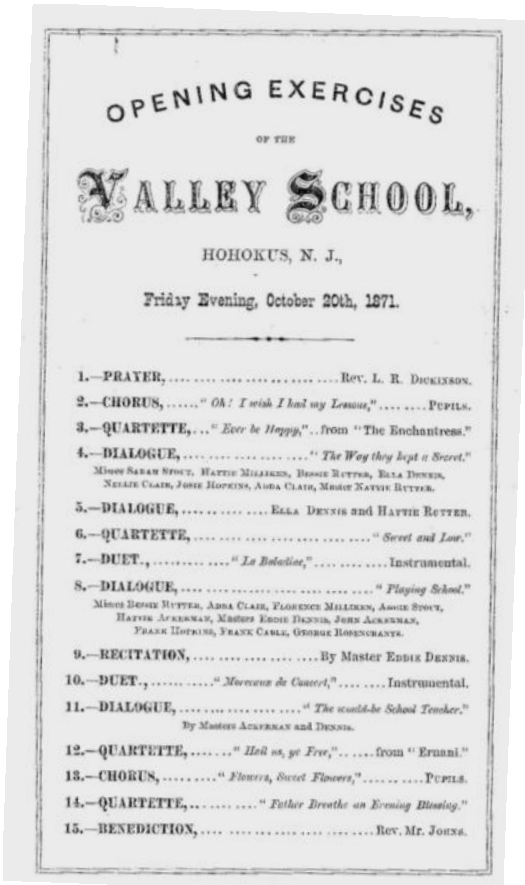 OPENING EXERCISES
OF THE
VALLEY SCHOOL,
HOHOKUS, N. J.,
Friday Evening, October 20th, 1871.
1.—PRAYER, ........................... Rev. L. R. Dickinson.
2.—CHORUS, ...... "Oh! I wish I had my Lessons," ........ Pupils.
3.—QUARTETTE, ... "Ever be Happy," .. from "The Enchantress."
4.—DIALOGUE, .................... "The Way they kept a Secret."
Misses Sarah Stout, Hattie Milliken, Bessie Rutter, Ella Dennis,
Nellie Clair, Josie Hopkins, Adda Clair, Master Nattie Rutter.
5.—DIALOGUE, .............. Ella Dennis and Hattie Rutter.
6.—QUARTETTE, ............................ "Sweet and Low."
7.—DUET., .............. "La Baladine," ............ Instrumental.
8.—DIALOGUE, ............................ "Playing School."
Misses Bessie Rutter, Adda Clair, Florence Milliken, Aggie Stout,
Hattie Ackerman, Masters Eddie Dennis, John Ackerman,
Frank Hopkins, Frank Cable, George Rosencrants.
9.—RECITATION, .................... By Master Eddie Dennis.
10.—DUET., ........... "Morceaux de Concert," ........ Instrumental.
11.—DIALOGUE, .................... "The would-be School Teacher."
By Masters Ackerman and Dennis.
12.—QUARTETTE, ....... "Hail us, ye Free," ...... from "Ernani."
13.—CHORUS, .......... "Flowers, Sweet Flowers," .......... Pupils.
14.—QUARTETTE, .......... "Father Breathe an Evening Blessing."
15.—BENEDICTION, ............................ Rev. Mr. Johns.